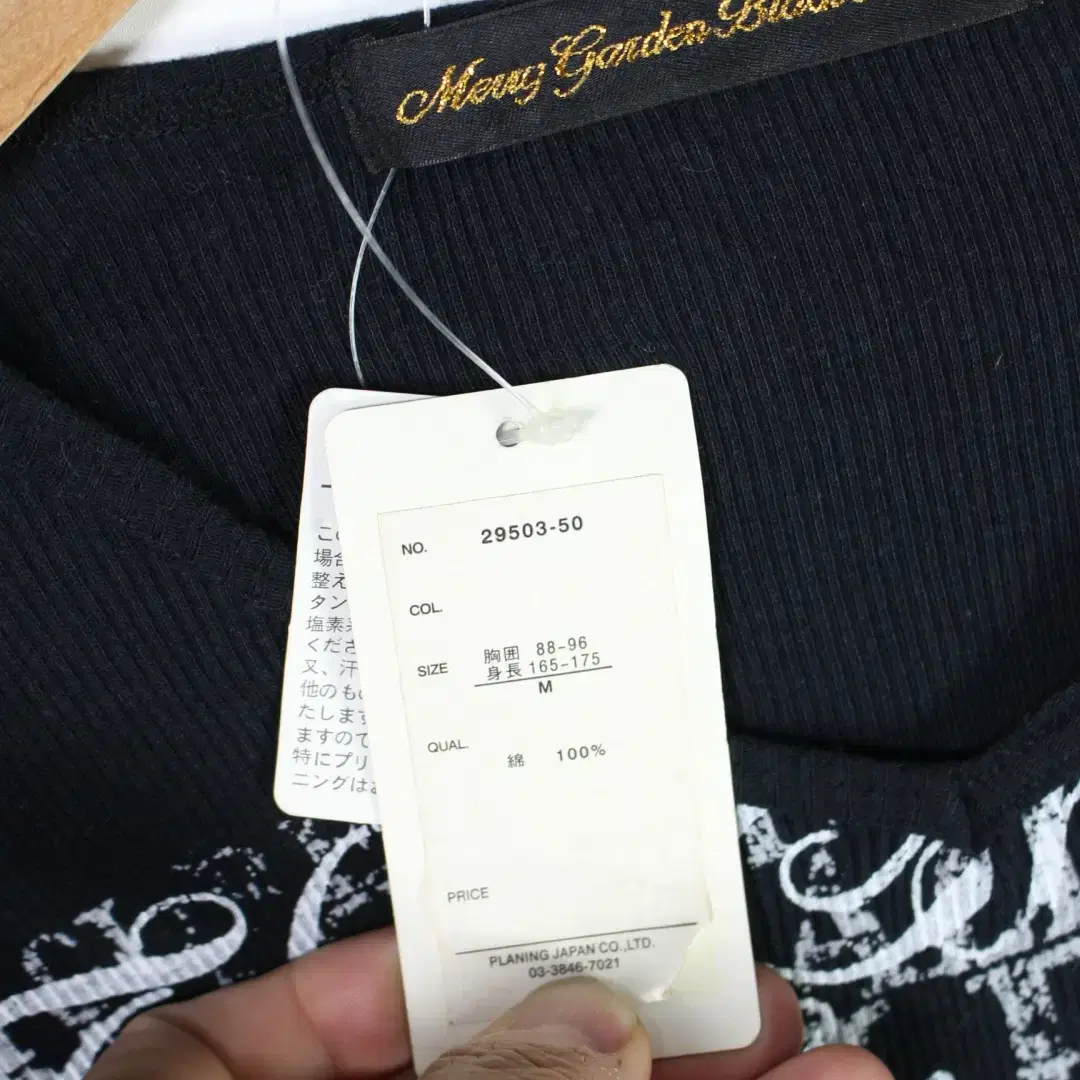 Merry Garden
NO. 29503-50
COL.
SIZE 胸囲 88-96
身長 165-175
M
QUAL. 綿 100%
PRICE
PLANING JAPAN CO.,LTD.
03-3846-7021
場合
整え
タン
塩素
くださ
又、汗
他のも
たします
ますので
特にプリ
ニングはお